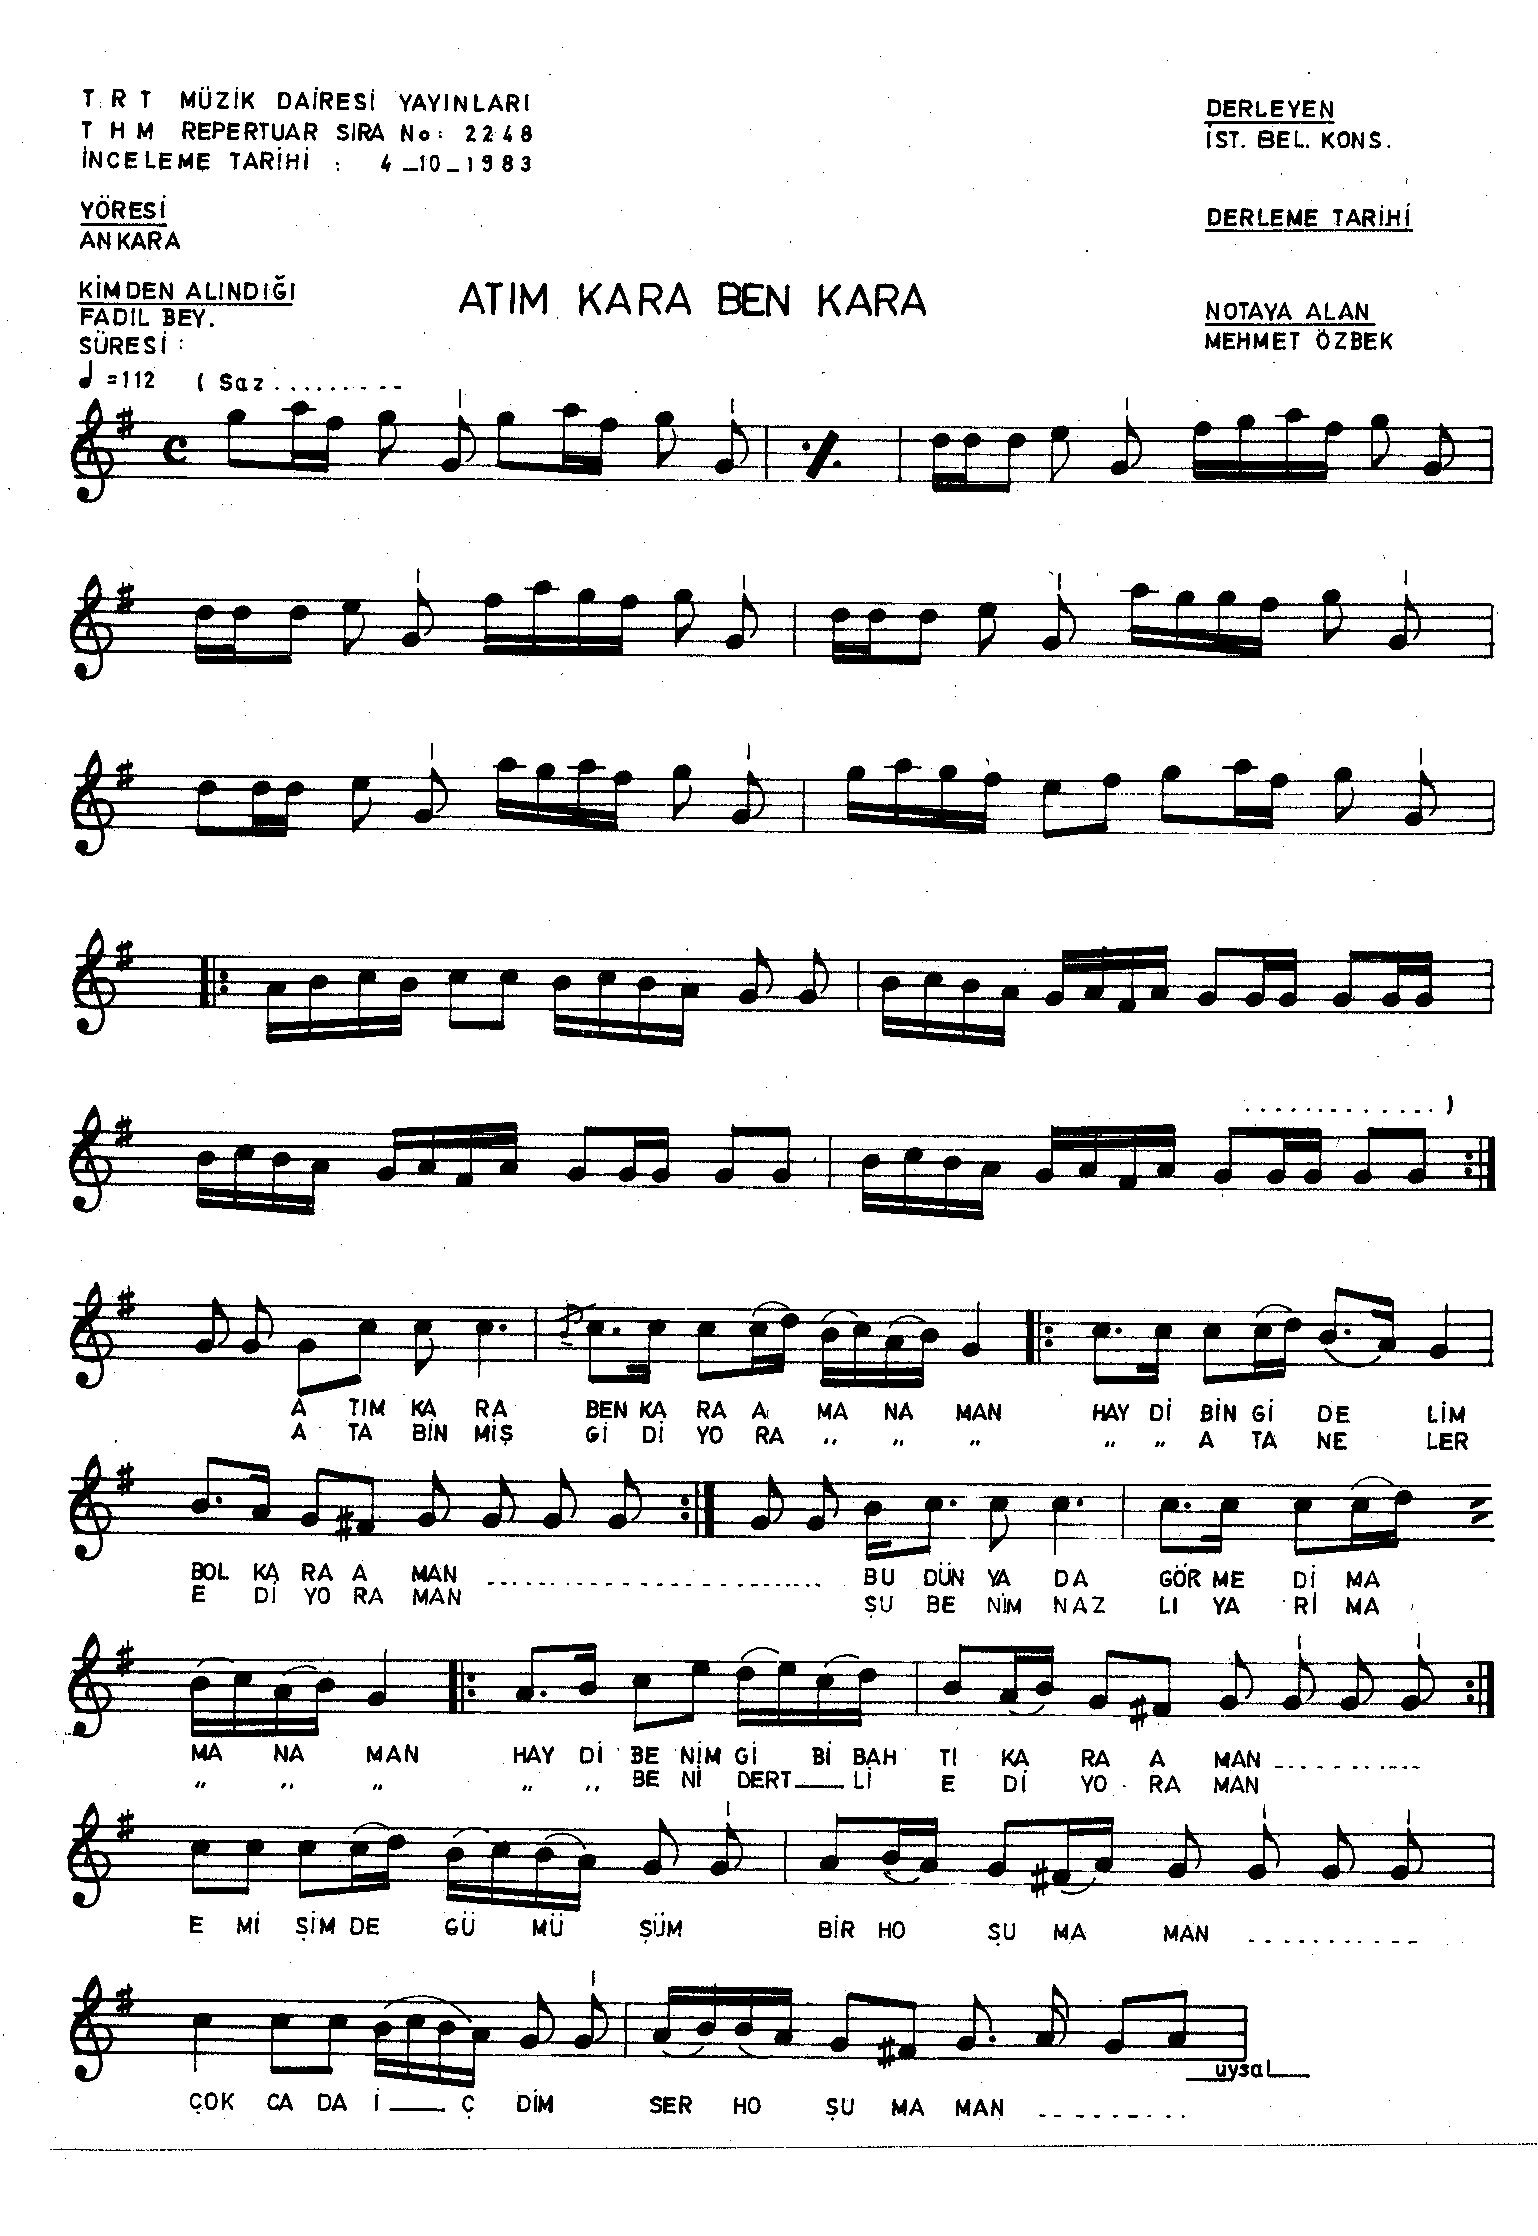 T R T MÜZİK DAİRESİ YAYINLARI
T H M REPERTUAR SIRA No: 2248
İNCELEME TARİHİ : 4_10_1983
DERLEYEN
İST. BEL. KONS.
YÖRESİ
ANKARA
DERLEME TARİHİ
KİMDEN ALINDIĞI
FADIL BEY.
SÜRESİ :
ATIM KARA BEN KARA
NOTAYA ALAN
MEHMET ÖZBEK
=112 ( Saz .........
............. )
A TIM KA RA BEN KA RA A MA NA MAN HAY Dİ BİN Gİ DE LİM
A TA BİN MİŞ Gİ Dİ YO RA ,, ,, ,, ,, ,, A TA NE LER
BOL KA RA A MAN ....................... BU DÜN YA DA GÖR ME Dİ MA
E Dİ YO RA MAN ŞU BE NİM NAZ LI YA Rİ MA
MA NA MAN HAY Dİ BE NİM Gİ Bİ BAH TI KA RA A MAN ..........
,, ,, ,, ,, ,, BE Nİ DERT___ Lİ E Dİ YO RA MAN
E Mİ ŞİM DE GÜ MÜ ŞÜM BİR HO ŞU MA MAN ...........
uysal
ÇOK CA DA İ___ Ç DİM SER HO ŞU MA MAN .........